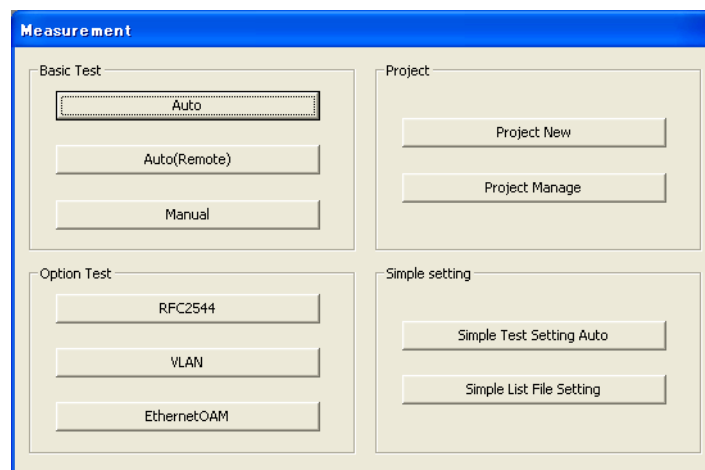 Measurement
Basic Test
Auto
Auto(Remote)
Manual
Project
Project New
Project Manage
Option Test
RFC2544
VLAN
EthernetOAM
Simple setting
Simple Test Setting Auto
Simple List File Setting